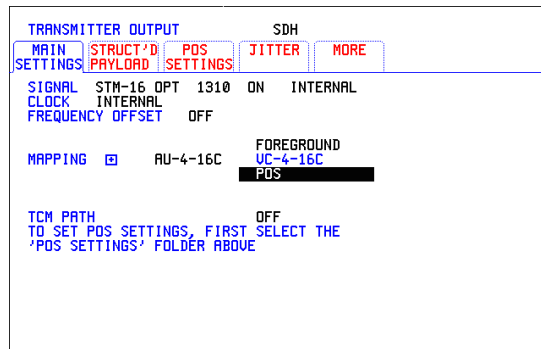 TRANSMITTER OUTPUT SDH
MAIN SETTINGS STRUCT'D PAYLOAD POS SETTINGS JITTER MORE
SIGNAL STM-16 OPT 1310 ON INTERNAL
CLOCK INTERNAL
FREQUENCY OFFSET OFF
FOREGROUND
MAPPING + AU-4-16C VC-4-16C
POS
TCM PATH OFF
TO SET POS SETTINGS, FIRST SELECT THE
'POS SETTINGS' FOLDER ABOVE